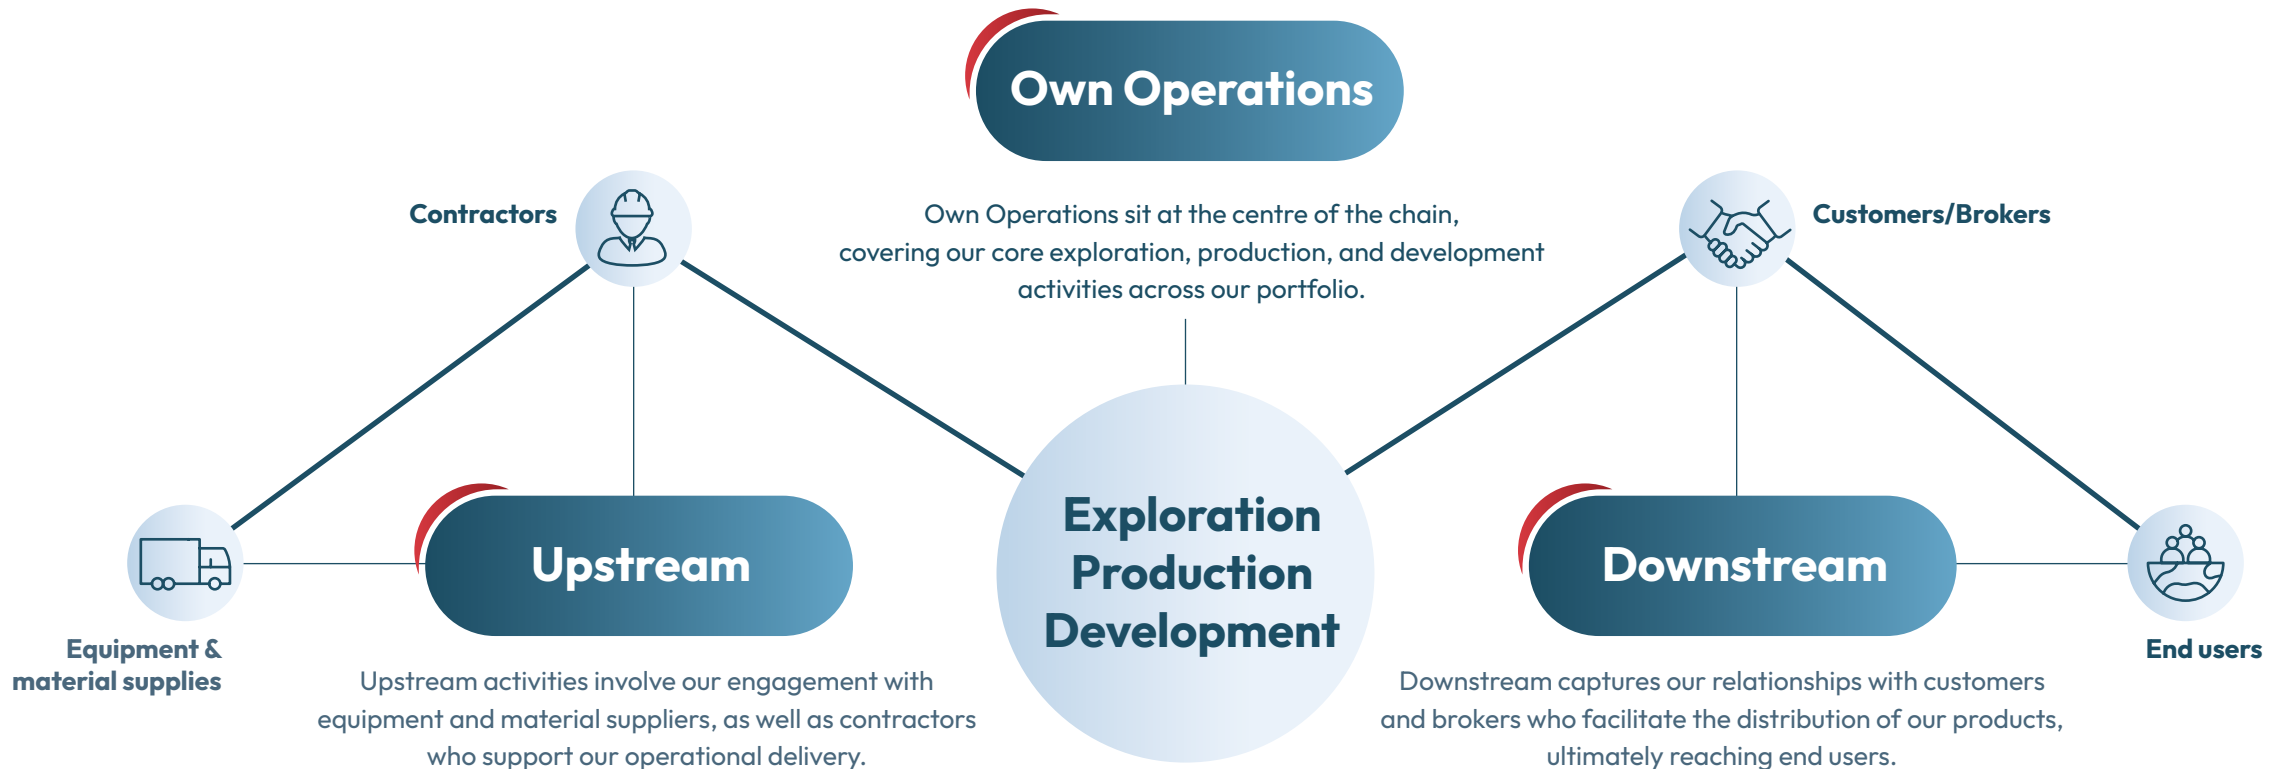 Own Operations
Own Operations sit at the centre of the chain,
covering our core exploration, production, and development
activities across our portfolio.
Contractors
Customers/Brokers
Equipment &
material supplies
Upstream
Upstream activities involve our engagement with
equipment and material suppliers, as well as contractors
who support our operational delivery.
Exploration
Production
Development
Downstream
Downstream captures our relationships with customers
and brokers who facilitate the distribution of our products,
ultimately reaching end users.
End users